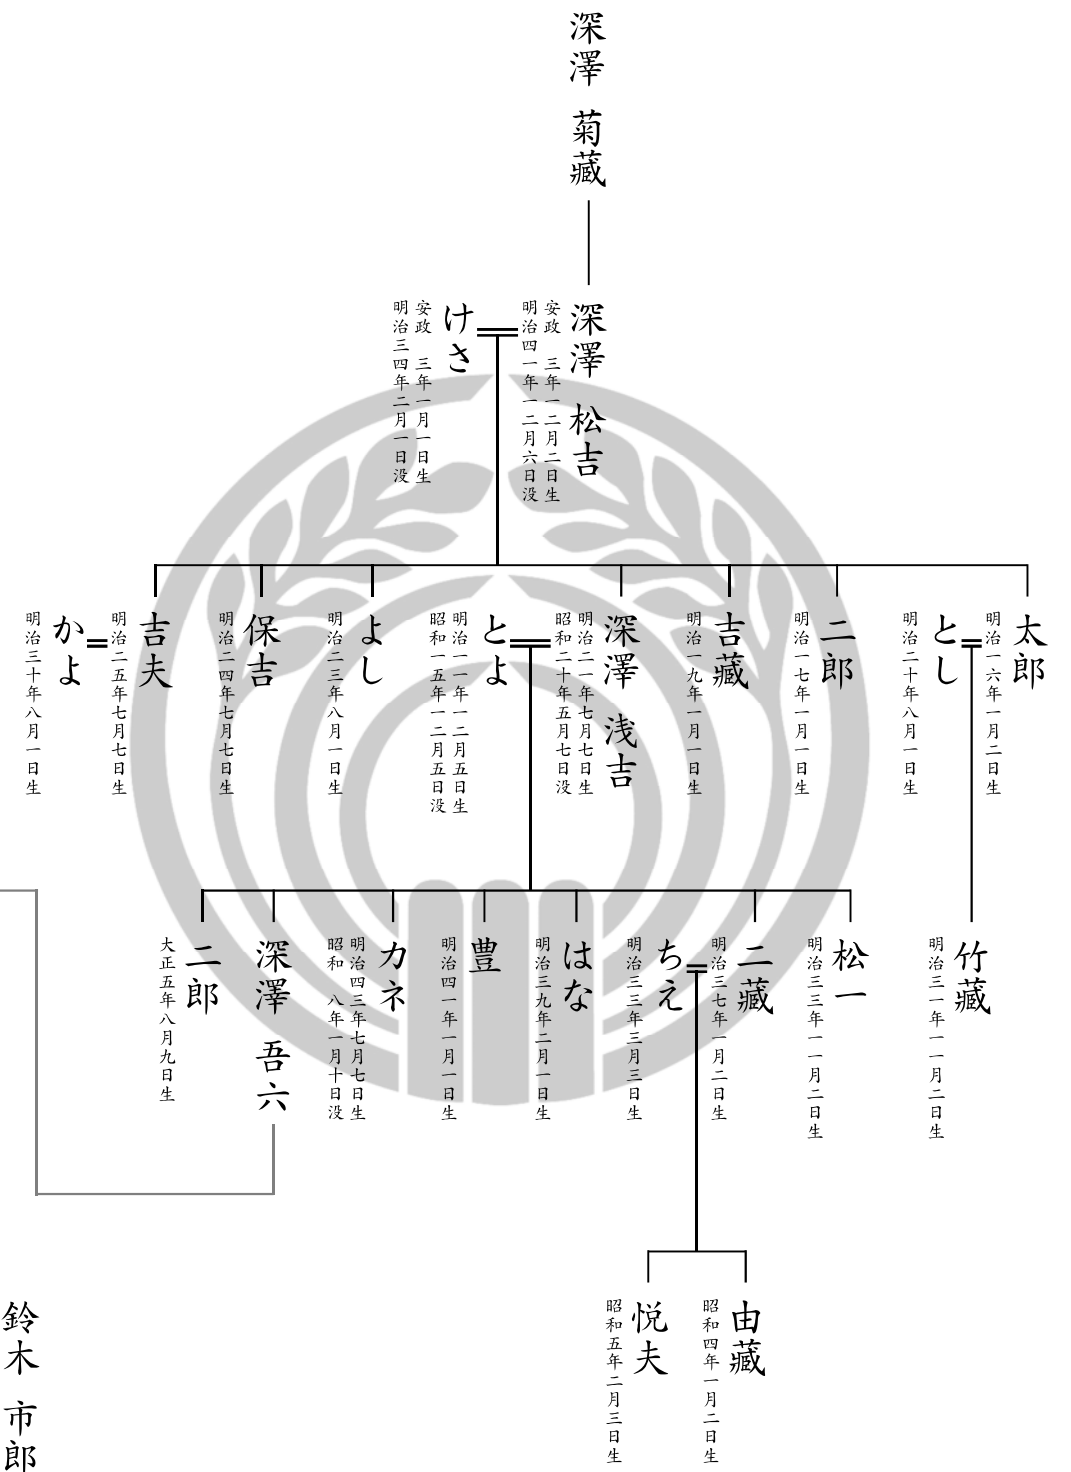 深澤 菊藏
深澤 松吉
安政 三年一二月二日生
明治四一年一二月六日没
けさ
安政 三年一月一日生
明治三四年二月一日没
太郎
明治一六年一月二日生
とし
明治二十年八月一日生
二郎
明治一七年一月一日生
吉藏
明治一九年一月一日生
深澤 浅吉
明治二一年七月七日生
昭和二十年五月七日没
とよ
明治一一年一二月五日生
昭和一五年一二月五日没
よし
明治二三年八月一日生
保吉
明治二四年七月七日生
吉夫
明治二五年七月七日生
かよ
明治三十年八月一日生
竹藏
明治三一年一一月二日生
松一
明治三三年一一月二日生
二藏
明治三七年一月二日生
ちえ
明治三三年三月三日生
はな
明治三九年二月一日生
豊
明治四一年一月一日生
カネ
明治四三年七月七日生
昭和 八年一月十日没
深澤 吾六
二郎
大正五年八月九日生
由藏
昭和四年一月二日生
悦夫
昭和五年二月三日生
鈴木 市郎